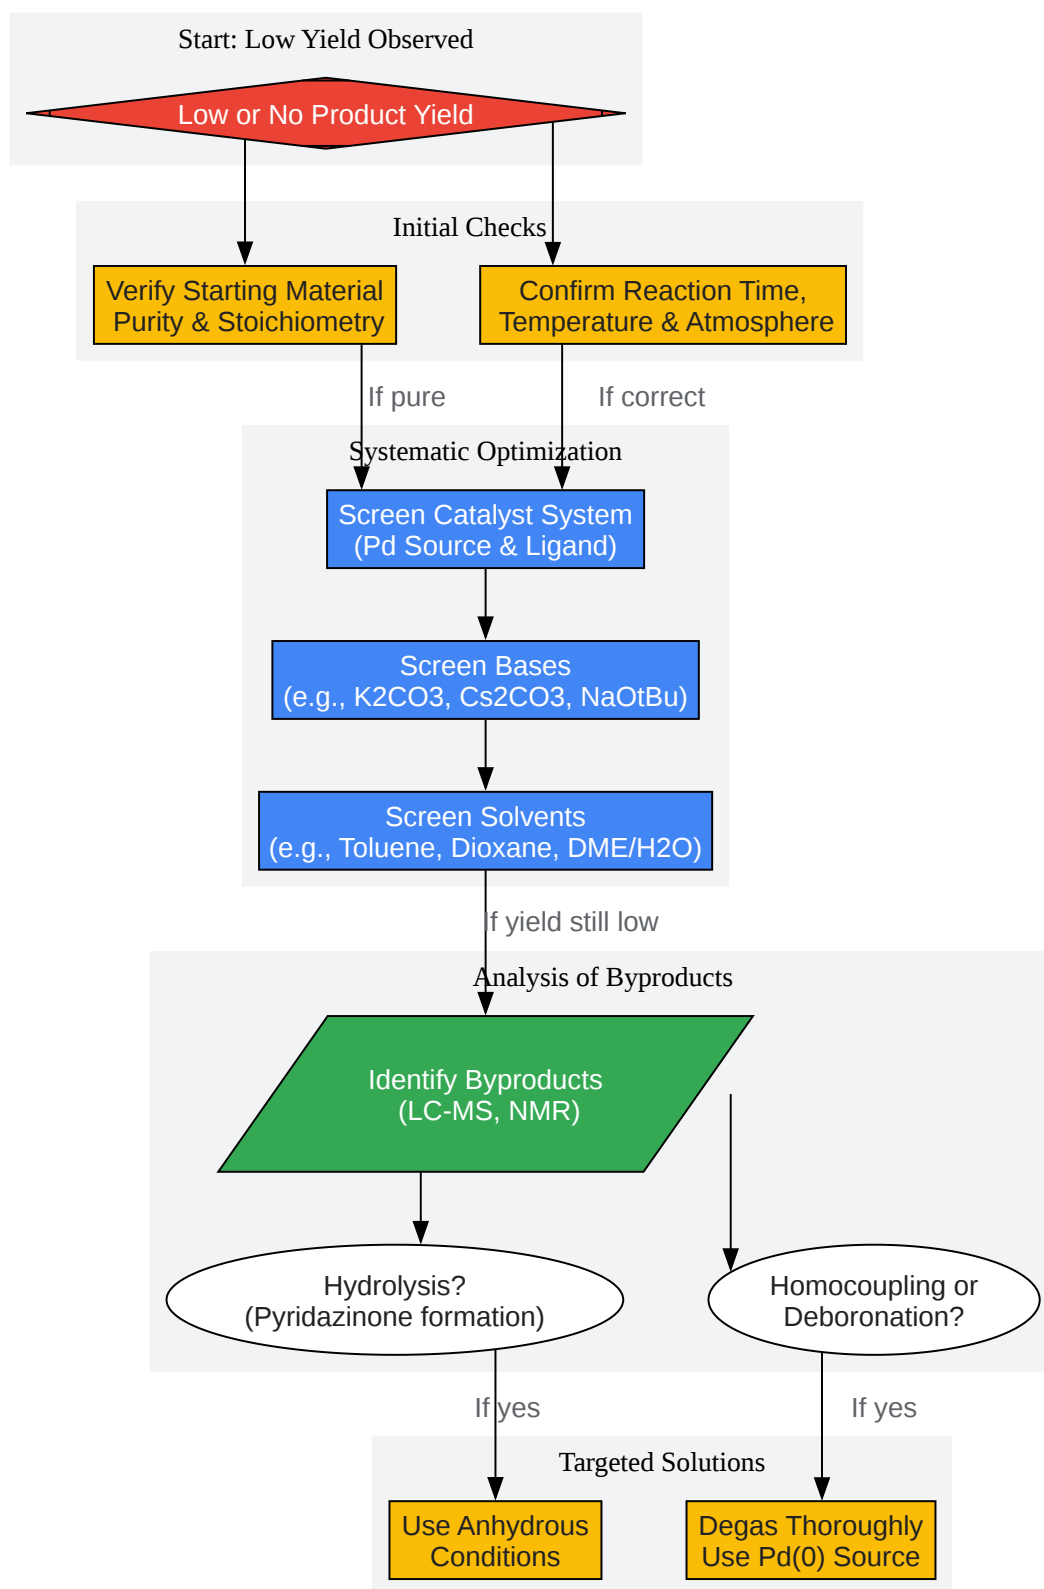 Start: Low Yield Observed
Low or No Product Yield
Initial Checks
Verify Starting Material
Purity & Stoichiometry
Confirm Reaction Time,
Temperature & Atmosphere
If pure
If correct
Systematic Optimization
Screen Catalyst System
(Pd Source & Ligand)
Screen Bases
(e.g., K2CO3, Cs2CO3, NaOtBu)
Screen Solvents
(e.g., Toluene, Dioxane, DME/H2O)
If yield still low
Analysis of Byproducts
Identify Byproducts
(LC-MS, NMR)
Hydrolysis?
(Pyridazinone formation)
Homocoupling or
Deboronation?
If yes
If yes
Targeted Solutions
Use Anhydrous
Conditions
Degas Thoroughly
Use Pd(0) Source